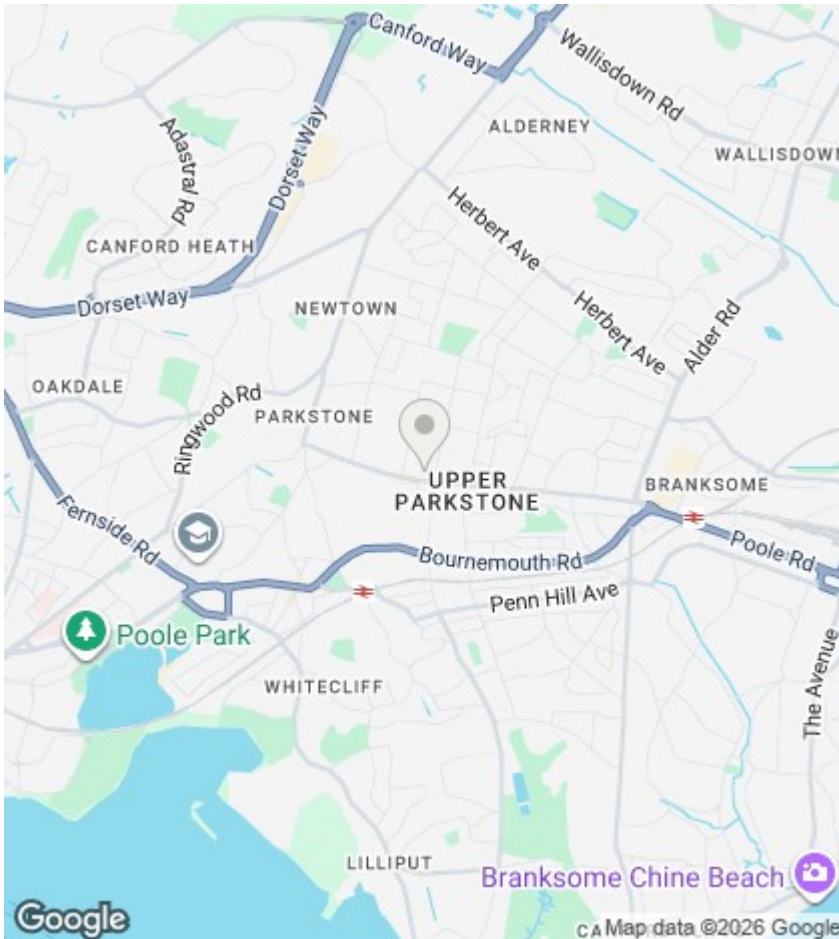 Canford Way
Wallisdown Rd
ALDERNEY
WALLISDOWN
Adastral Rd
Dorset Way
Herbert Ave
CANFORD HEATH
Dorset Way
NEWTOWN
Herbert Ave
Alder Rd
OAKDALE
Ringwood Rd
PARKSTONE
UPPER
PARKSTONE
BRANKSOME
Fernside Rd
Bournemouth Rd
Poole Rd
Penn Hill Ave
Poole Park
WHITECLIFF
The Avenue
LILLIPUT
Branksome Chine Beach
Google
CA
Map data ©2026 Google